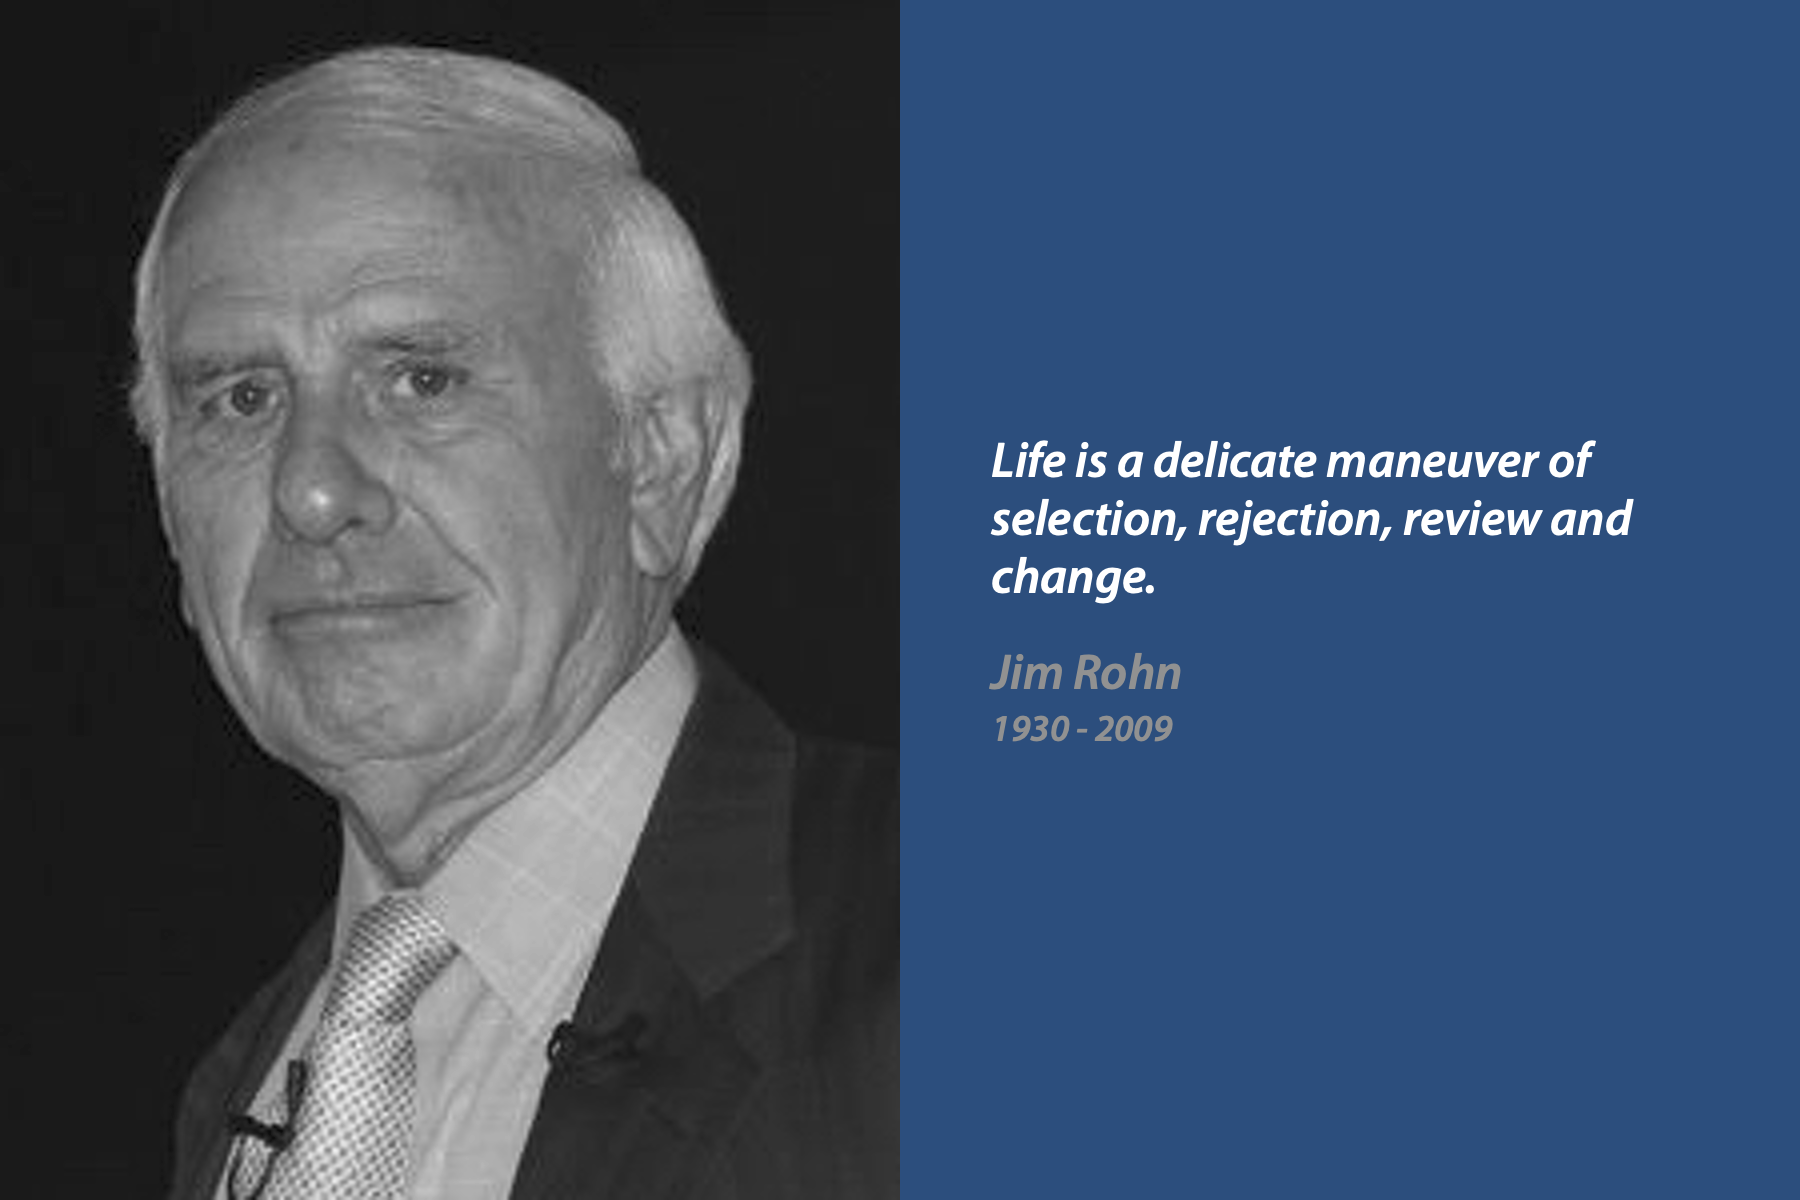 Life is a delicate maneuver of
selection, rejection, review and
change.
Jim Rohn
1930 - 2009